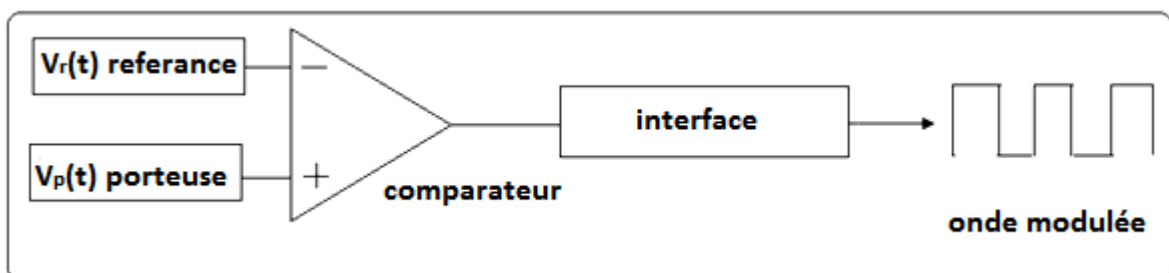 Vr(t) referance
−
interface
Vp(t) porteuse
+
comparateur
onde modulée